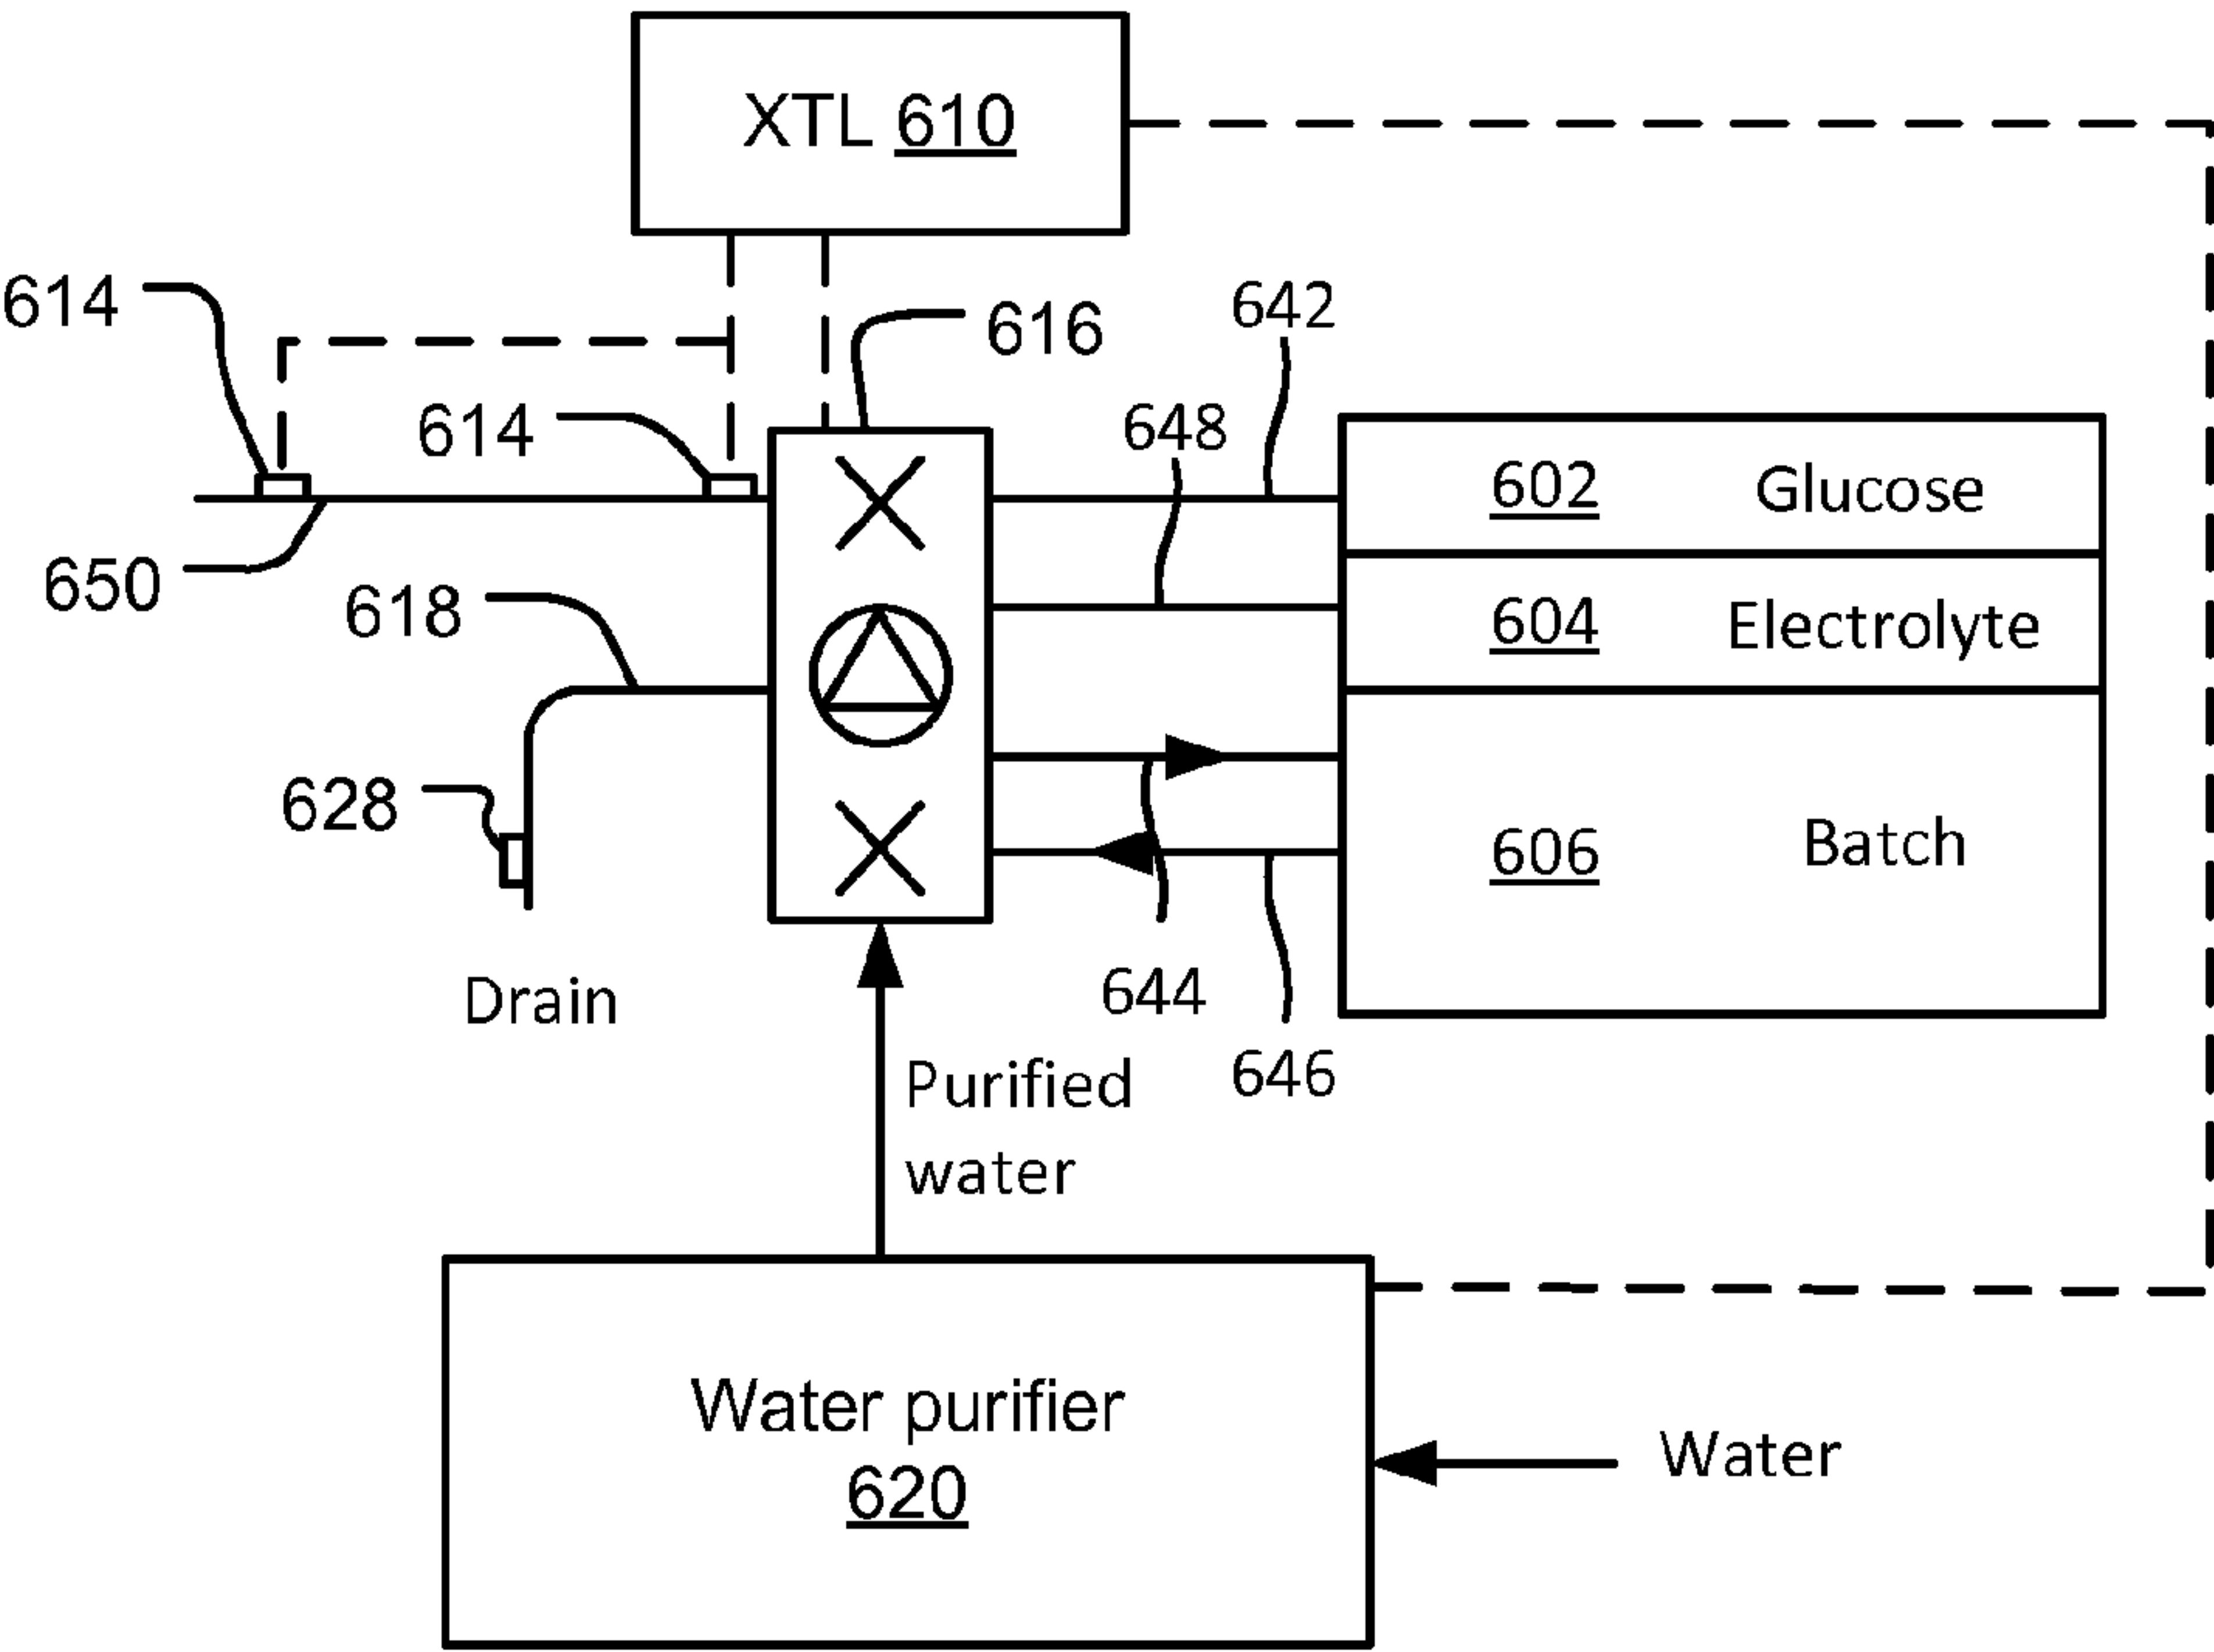 XTL 610
614
616
642
614
648
602 Glucose
650
618
604 Electrolyte
628
606 Batch
Drain
644
646
Purified
water
Water purifier
620
Water